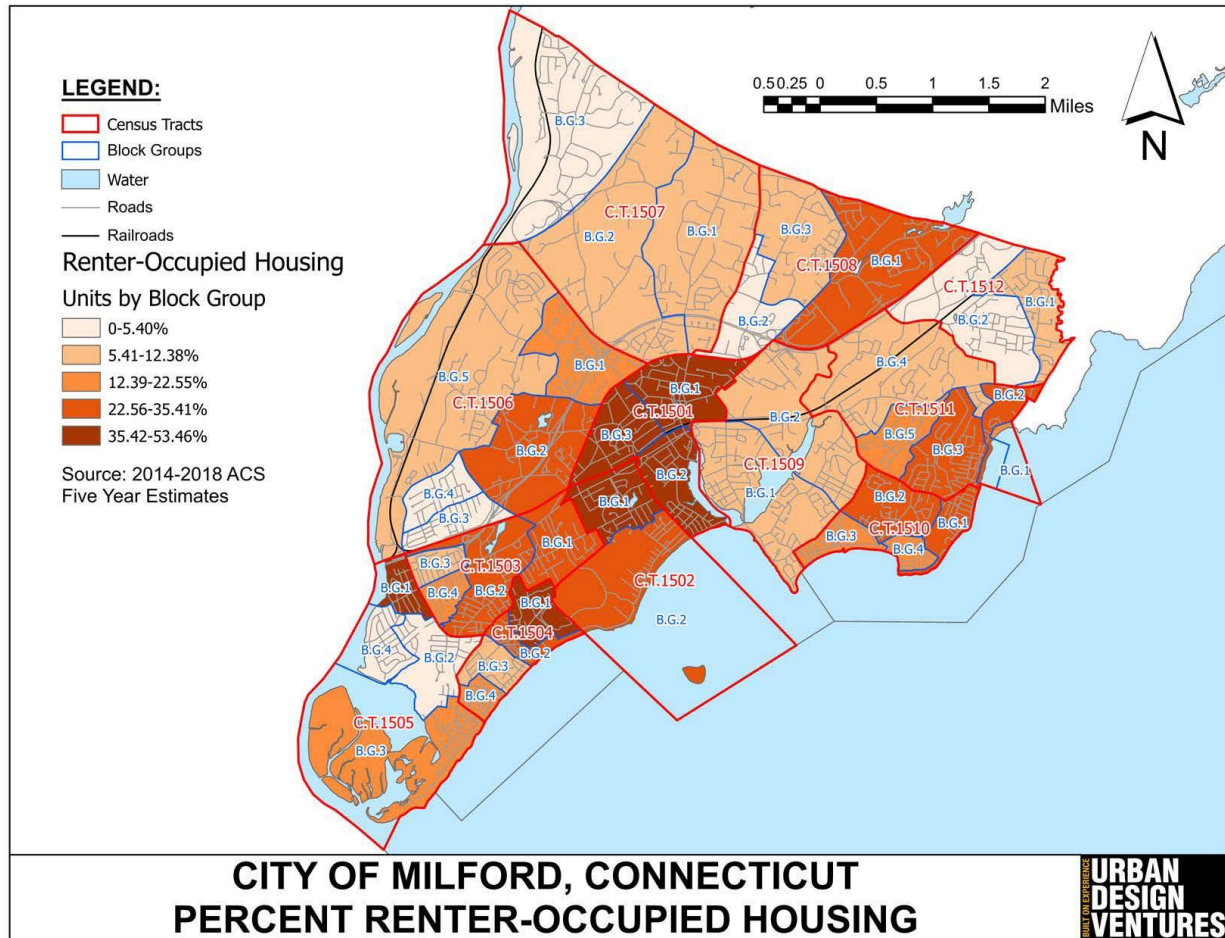 LEGEND:
Census Tracts
Block Groups
Water
Roads
Railroads
Renter-Occupied Housing
Units by Block Group
0-5.40%
5.41-12.38%
12.39-22.55%
22.56-35.41%
35.42-53.46%
Source: 2014-2018 ACS
Five Year Estimates
0.5 0.25 0 0.5 1 1.5 2
Miles
N
B.G.3
C.T.1507
B.G.2
B.G.1
B.G.3
C.T.1508
B.G.1
B.G.2
C.T.1512
B.G.1
B.G.2
B.G.5
C.T.1506
B.G.1
B.G.2
B.G.4
B.G.3
B.G.1
C.T.1501
B.G.3
B.G.2
B.G.1
B.G.4
B.G.2
C.T.1511
B.G.2
B.G.5
B.G.3
B.G.1
C.T.1509
B.G.1
B.G.2
C.T.1510
B.G.1
B.G.3
B.G.4
B.G.3
C.T.1503
B.G.1
B.G.1
B.G.4
B.G.2
C.T.1502
B.G.2
B.G.1
C.T.1504
B.G.2
B.G.4
B.G.2
B.G.3
B.G.4
C.T.1505
B.G.3
CITY OF MILFORD, CONNECTICUT
PERCENT RENTER-OCCUPIED HOUSING
BUILT ON EXPERIENCE
URBAN
DESIGN
VENTURES